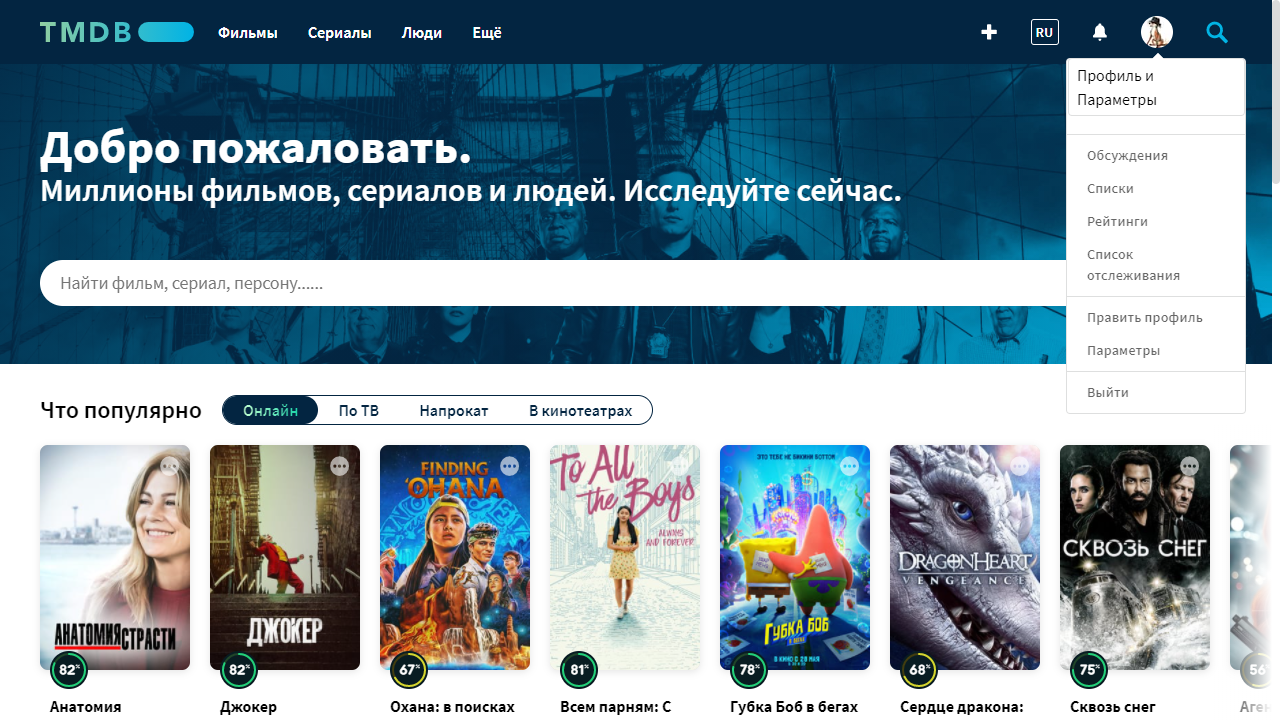 TMDB
Фильмы Сериалы Люди Ещё
RU
Профиль и
Параметры
Обсуждения
Списки
Рейтинги
Список
отслеживания
Править профиль
Параметры
Выйти
Добро пожаловать.
Миллионы фильмов, сериалов и людей. Исследуйте сейчас.
Найти фильм, сериал, персону......
Что популярно
Онлайн По ТВ Напрокат В кинотеатрах
АНАТОМИЯ СТРАСТИ
82%
Анатомия
ДЖОКЕР
82%
Джокер
FINDING
'OHANA
67%
Охана: в поисках
To All
the Boys
ALWAYS
AND FOREVER
81%
Всем парням: С
ЭТО ТЕБЕ НЕ БИКИНИ БОТТОМ
ГУБКА БОБ
В КИНО С 28 МАЯ
78%
Губка Боб в бегах
DRAGONHEART
VENGEANCE
68%
Сердце дракона:
СКВОЗЬ СНЕГ
75%
Сквозь снег
56
Аген